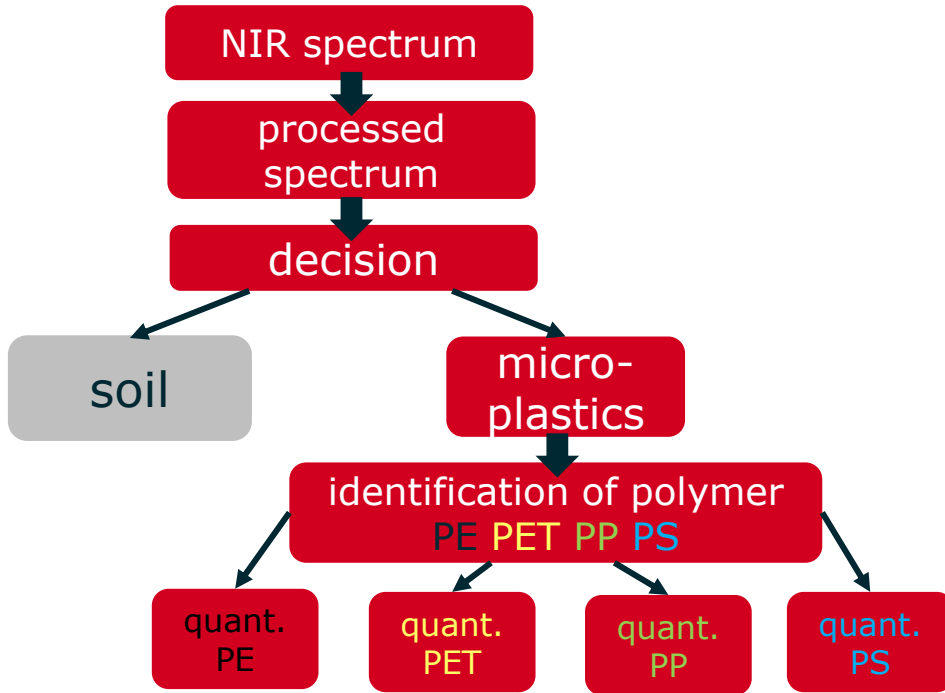 NIR spectrum
processed
spectrum
decision
soil
micro-
plastics
identification of polymer
PE PET PP PS
quant.
PE
quant.
PET
quant.
PP
quant.
PS